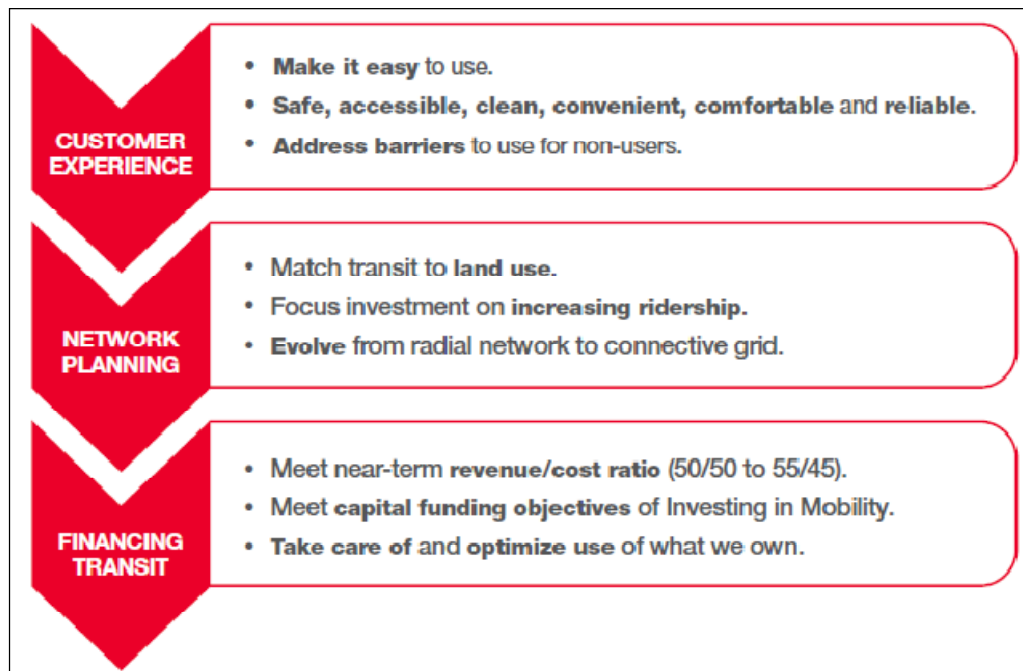 CUSTOMER
EXPERIENCE
• Make it easy to use.
• Safe, accessible, clean, convenient, comfortable and reliable.
• Address barriers to use for non-users.
NETWORK
PLANNING
• Match transit to land use.
• Focus investment on increasing ridership.
• Evolve from radial network to connective grid.
FINANCING
TRANSIT
• Meet near-term revenue/cost ratio (50/50 to 55/45).
• Meet capital funding objectives of Investing in Mobility.
• Take care of and optimize use of what we own.